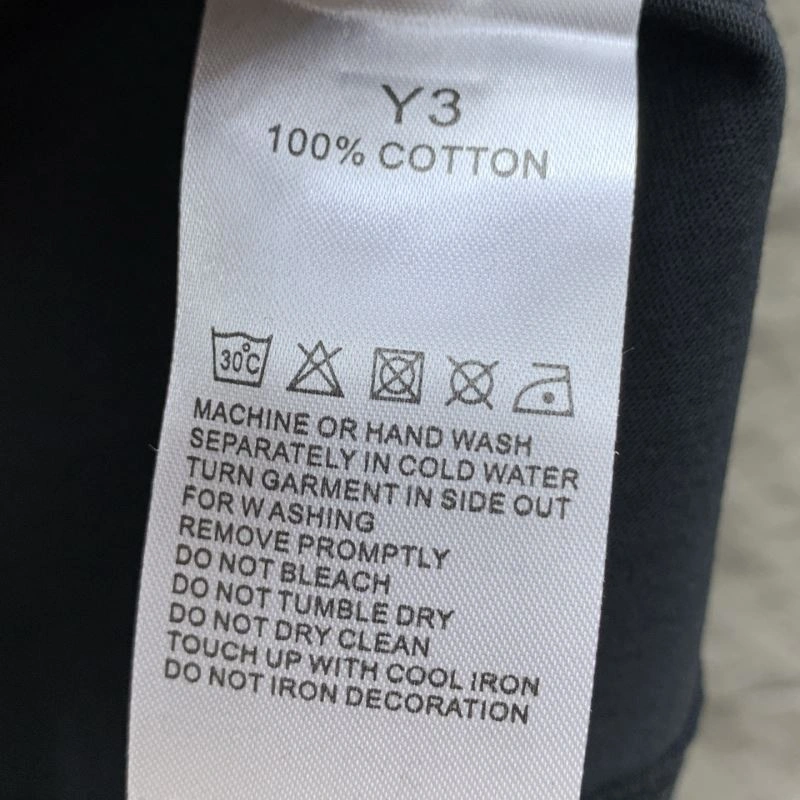 Y3
100% COTTON
30°C
MACHINE OR HAND WASH
SEPARATELY IN COLD WATER
TURN GARMENT IN SIDE OUT
FOR WASHING
REMOVE PROMPTLY
DO NOT BLEACH
DO NOT TUMBLE DRY
DO NOT DRY CLEAN
TOUCH UP WITH COOL IRON
DO NOT IRON DECORATION